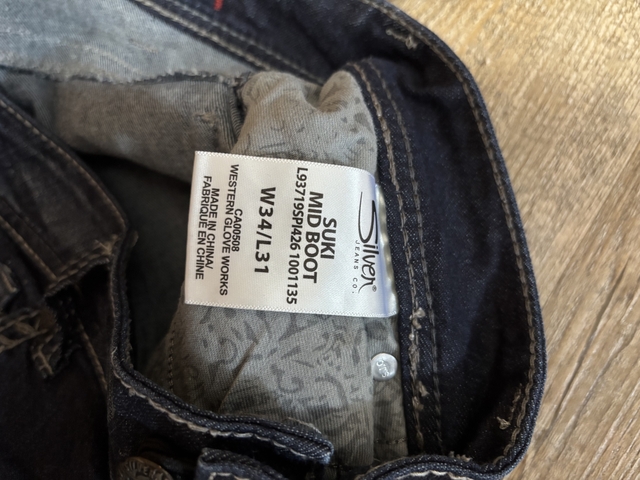 Silver®
JEANS CO.
SUKI
MID BOOT
L93719SPI426 1001135
W34/L31
CA00508
WESTERN GLOVE WORKS
MADE IN CHINA/
FABRIQUÉ EN CHINE